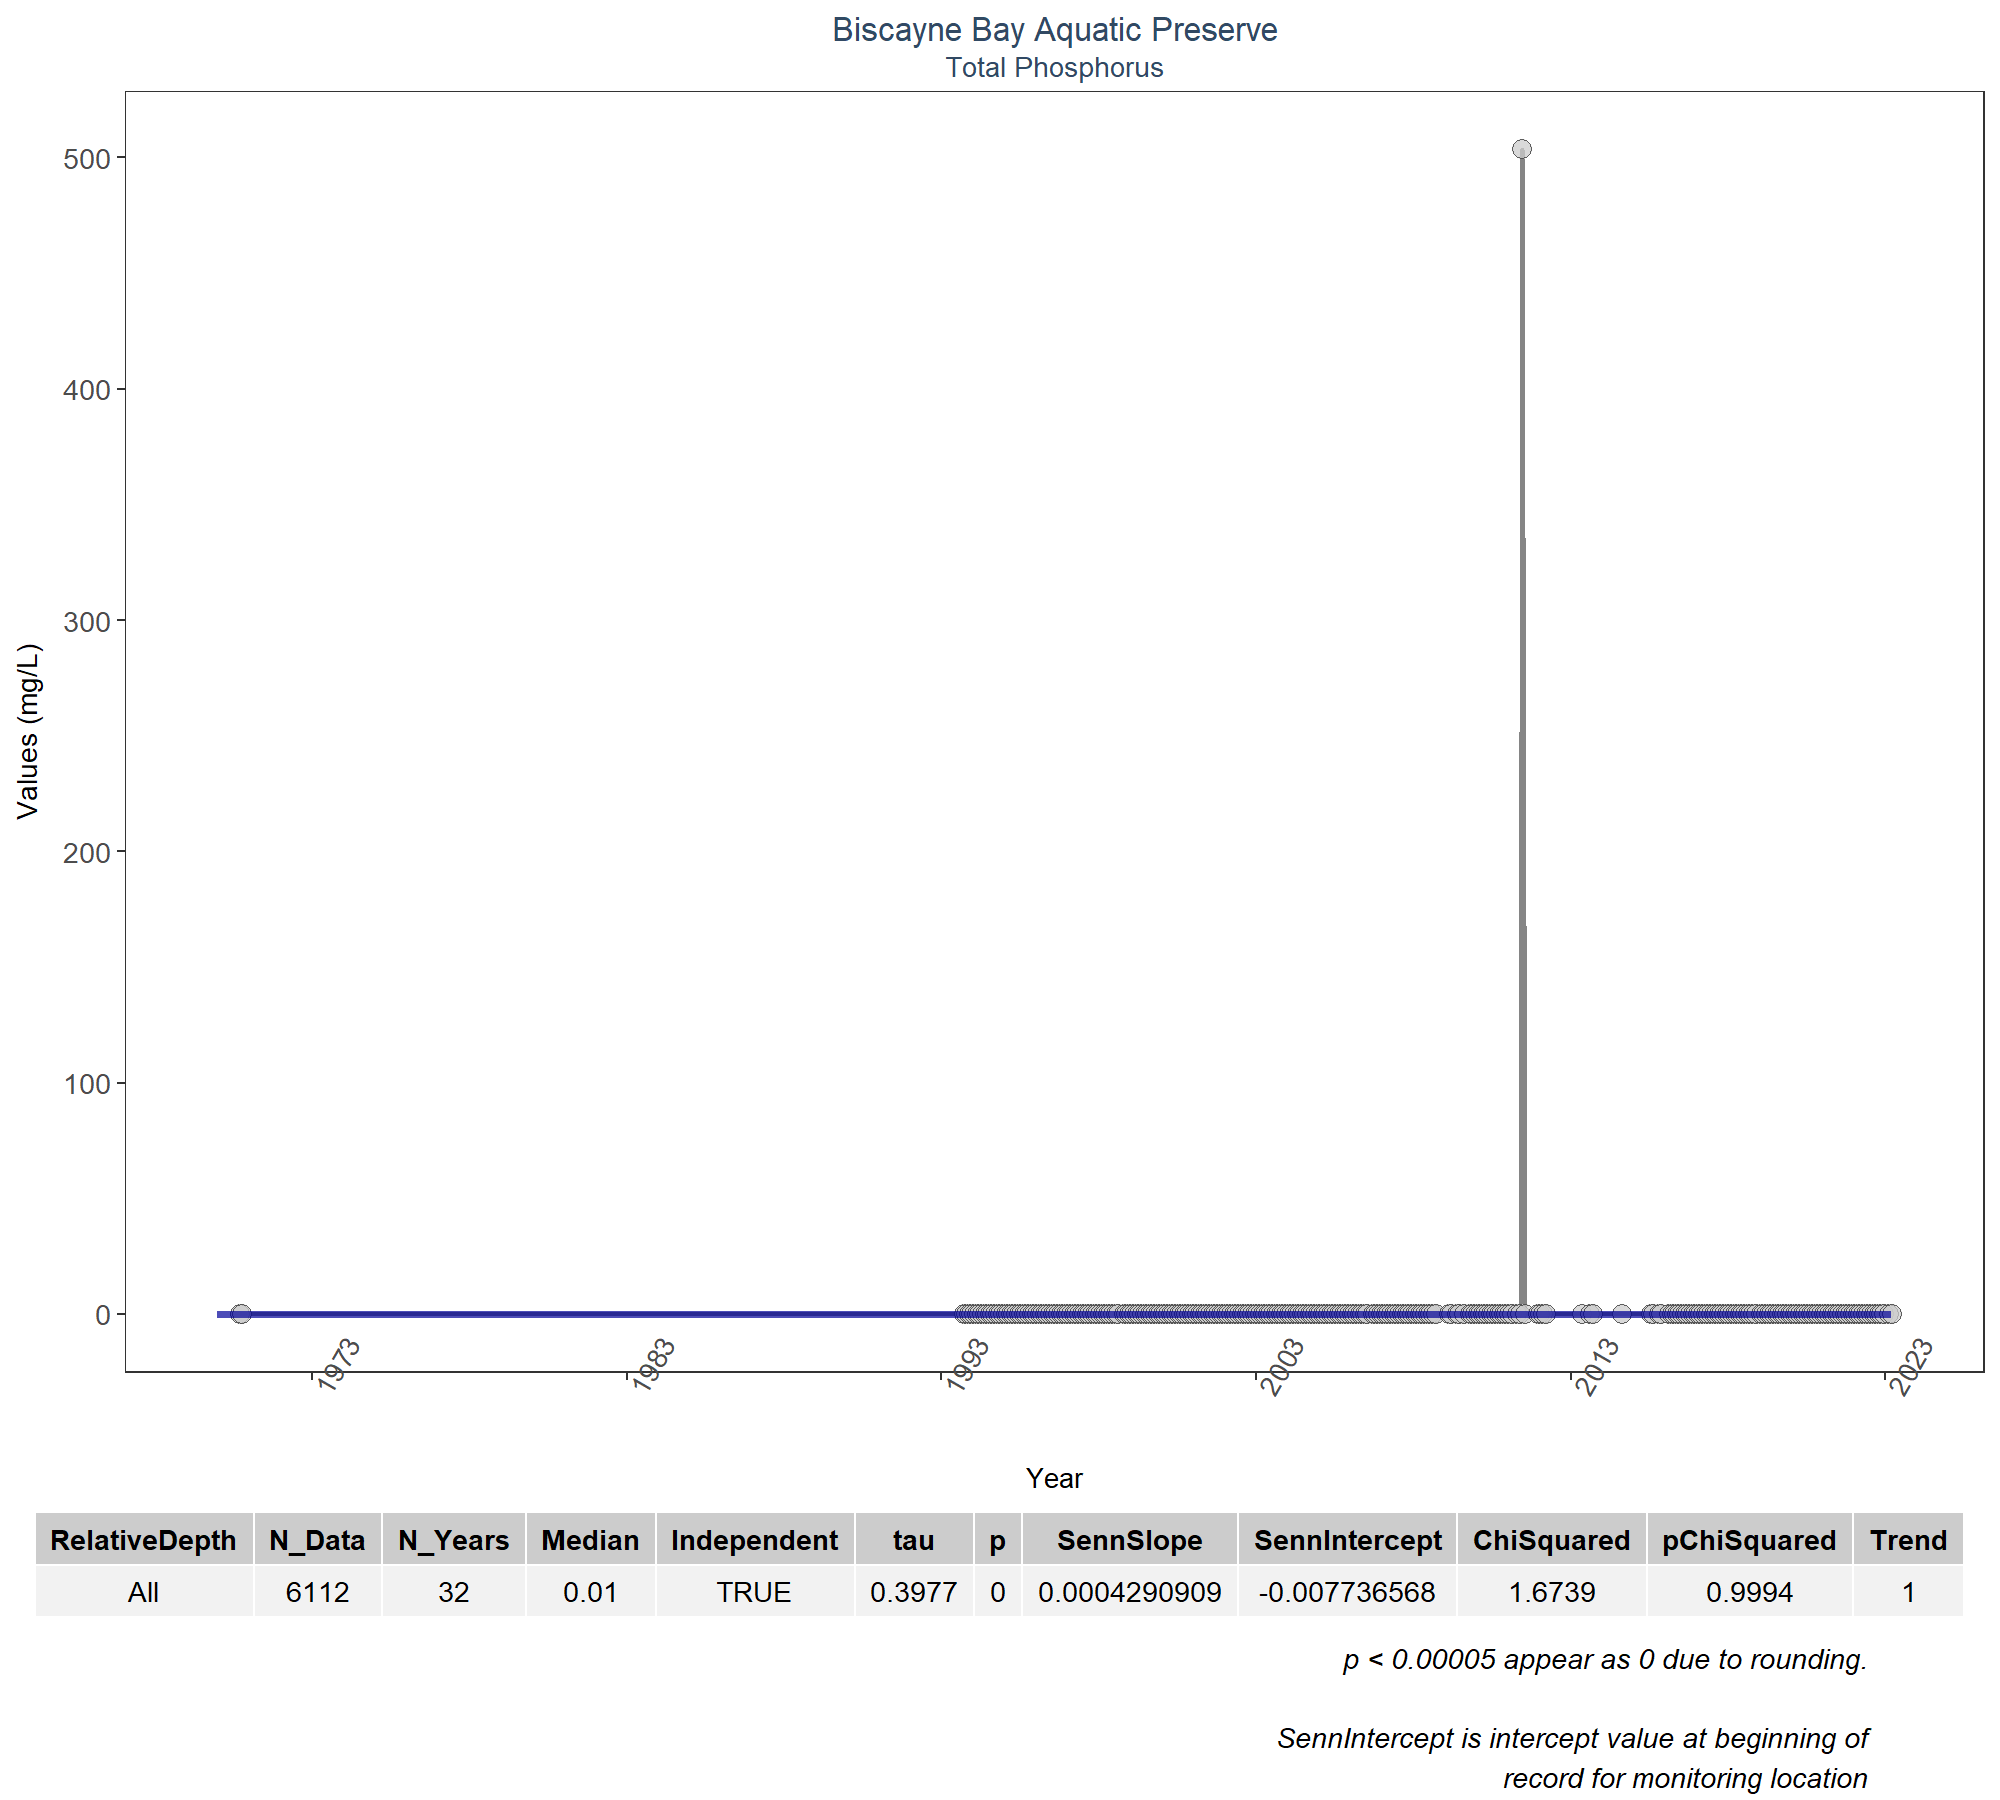 Biscayne Bay Aquatic Preserve
Total Phosphorus
500
400
300
200
100
0
Values (mg/L)
1973
1983
1993
2003
2013
2023
Year
RelativeDepth N_Data N_Years Median Independent tau p SennSlope SennIntercept ChiSquared pChiSquared Trend
All 6112 32 0.01 TRUE 0.3977 0 0.0004290909 -0.007736568 1.6739 0.9994 1
p < 0.00005 appear as 0 due to rounding.
SennIntercept is intercept value at beginning of
record for monitoring location